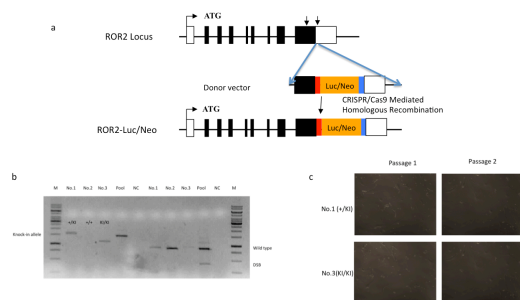 a
ATG
ROR2 Locus
Donor vector
Luc/Neo
CRISPR/Cas9 Mediated
Homologous Recombination
ATG
ROR2-Luc/Neo
Luc/Neo
b
M No.1 No.2 No.3 Pool NC No.1 No.2 No.3 Pool NC M
+/KI +/+ KI/KI
Knock-in allele
Wild type
DSB
c
Passage 1 Passage 2
No.1 (+/KI)
No.3(KI/KI)